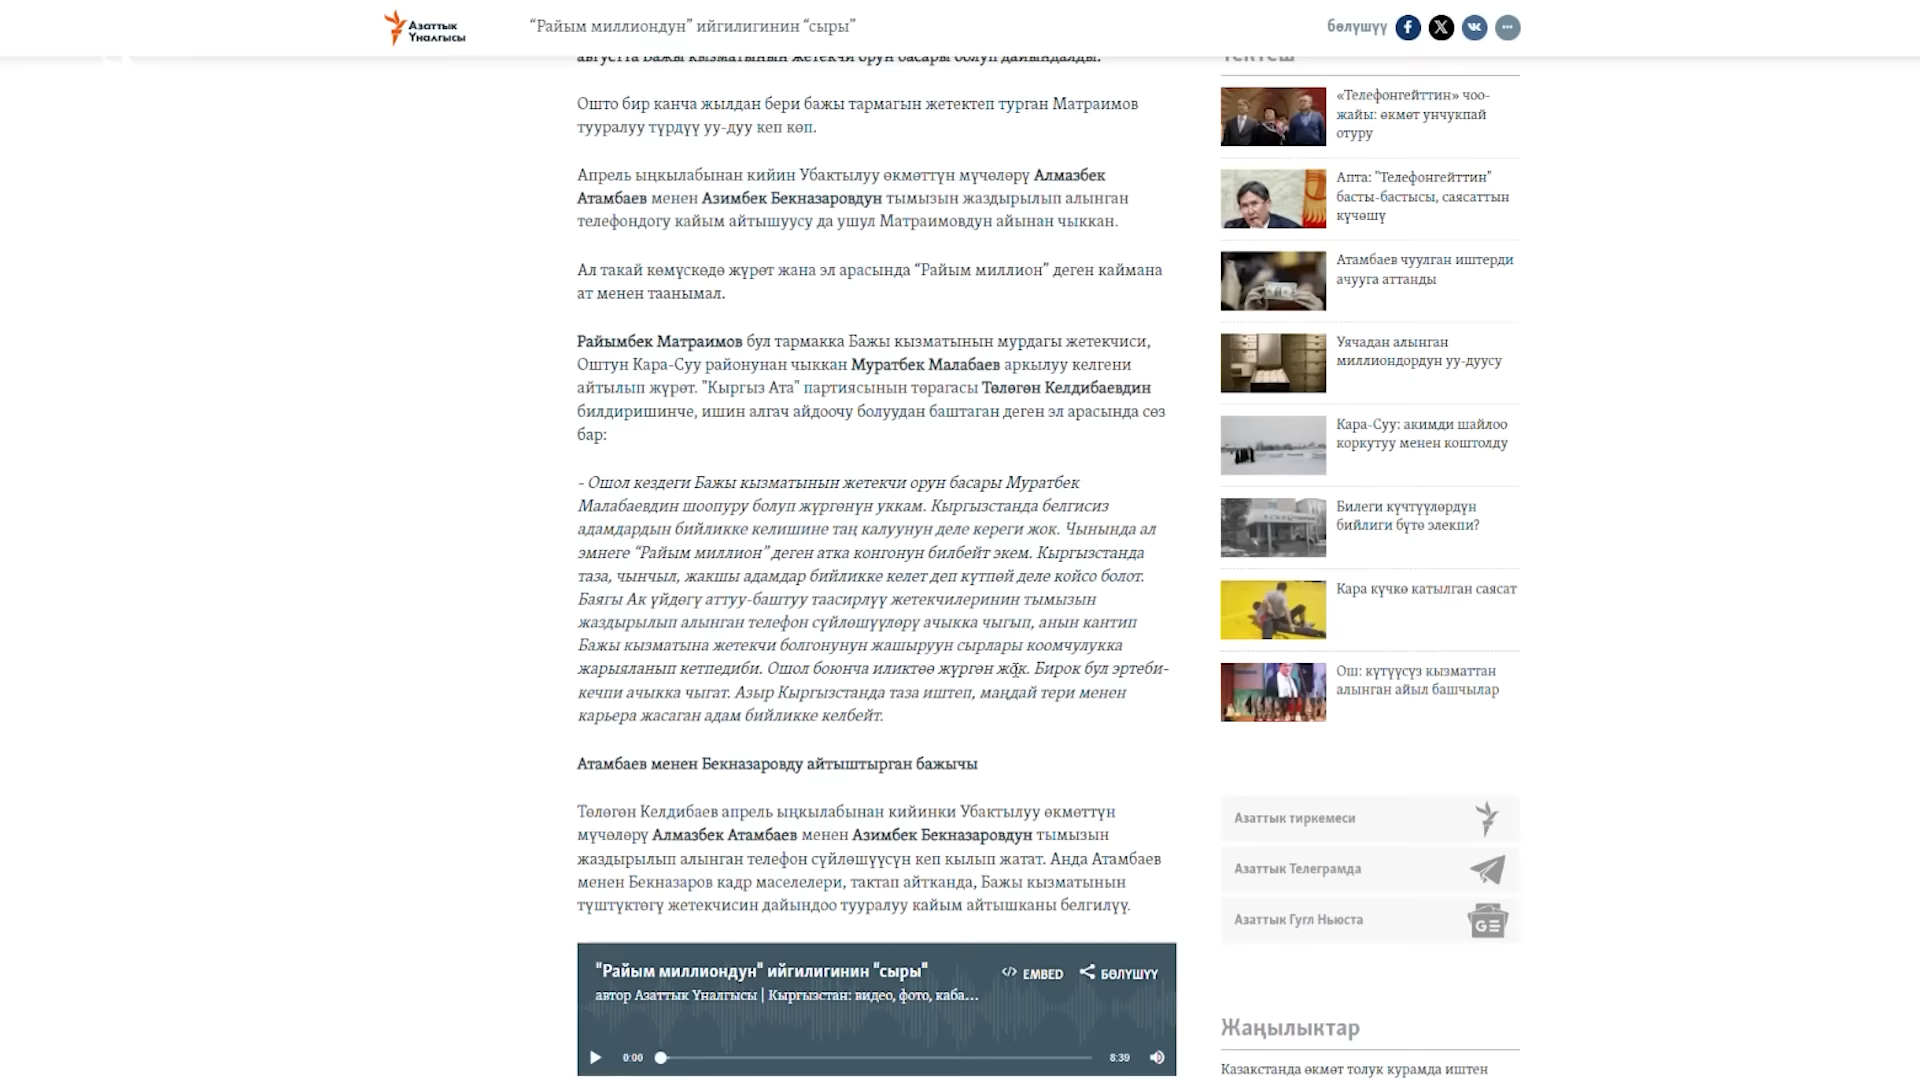 Азаттык
Үналгысы
“Райым миллиондун” ийгилигинин “сыры”
бөлүшүү
августта Бажы кызматынын жетекчи орун басары болуп дайындалды.
Ошто бир канча жылдан бери бажы тармагын жетектеп турган Матраимов
тууралуу түрдүү уу-дуу кеп көп.
Апрель ыңкылабынан кийин Убактылуу өкмөттүн мүчөлөрү Алмазбек
Атамбаев менен Азимбек Бекназаровдун тымызын жаздырылып алынган
телефондогу кайым айтышуусу да ушул Матраимовдун айынан чыккан.
Ал такай көмүскөдө жүрөт жана эл арасында “Райым миллион” деген каймана
ат менен таанымал.
Райымбек Матраимов бул тармакка Бажы кызматынын мурдагы жетекчиси,
Оштун Кара-Суу районунан чыккан Муратбек Малабаев аркылуу келгени
айтылып жүрөт. "Кыргыз Ата" партиясынын төрагасы Төлөгөн Келдибаевдин
билдиришинче, ишин алгач айдоочу болуудан баштаган деген эл арасында сөз
бар:
- Ошол кездеги Бажы кызматынын жетекчи орун басары Муратбек
Малабаевдин шоопуру болуп жүргөнүн уккам. Кыргызстанда белгисиз
адамдардын бийликке келишине таң калуунун деле кереги жок. Чынында ал
эмнеге “Райым миллион” деген атка конгонун билбейт экем. Кыргызстанда
таза, чынчыл, жакшы адамдар бийликке келет деп күтпөй деле койсо болот.
Баягы Ак үйдөгү аттуу-баштуу таасирлүү жетекчилеринин тымызын
жаздырылып алынган телефон сүйлөшүүлөрү ачыкка чыгып, анын кантип
Бажы кызматына жетекчи болгонунун жашыруун сырлары коомчулукка
жарыяланып кетпедиби. Ошол боюнча иликтөө жүргөн жок. Бирок бул эртеби-
кечпи ачыкка чыгат. Азыр Кыргызстанда таза иштеп, маңдай тери менен
карьера жасаган адам бийликке келбейт.
Атамбаев менен Бекназаровду айтыштырган бажычы
Төлөгөн Келдибаев апрель ыңкылабынан кийинки Убактылуу өкмөттүн
мүчөлөрү Алмазбек Атамбаев менен Азимбек Бекназаровдун тымызын
жаздырылып алынган телефон сүйлөшүүсүн кеп кылып жатат. Анда Атамбаев
менен Бекназаров кадр маселелери, тактап айтканда, Бажы кызматынын
түштүктөгү жетекчисин дайындоо тууралуу кайым айтышканы белгилүү.
"Райым миллиондун" ийгилигинин "сыры"
EMBED БӨЛҮШҮҮ
автор Азаттык Үналгысы | Кыргызстан: видео, фото, каба...
0:00 8:39
тектеш
«Телефонгейттин» чоо-
жайы: өкмөт унчукпай
отуру
Апта: "Телефонгейттин"
басты-бастысы, саясаттын
күчөшү
Атамбаев чуулган иштерди
ачууга аттанды
Уячадан алынган
миллиондордун уу-дуусу
Кара-Суу: акимди шайлоо
коркутуу менен коштолду
Билеги күчтүүлөрдүн
бийлиги бүтө элекпи?
Кара күчкө катылган саясат
Ош: күтүүсүз кызматтан
алынган айыл башчылар
Азаттык тиркемеси
Азаттык Телеграмда
Азаттык Гугл Ньюста
Жаңылыктар
Казакстанда өкмөт толук курамда иштен